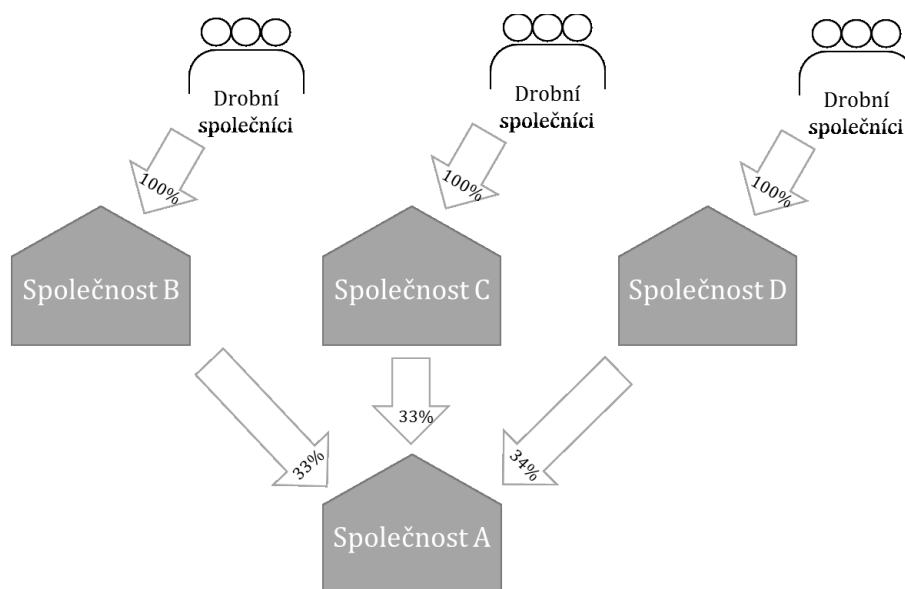 Drobní
společníci
Drobní
společníci
Drobní
společníci
100%
100%
100%
Společnost B
Společnost C
Společnost D
33%
33%
34%
Společnost A